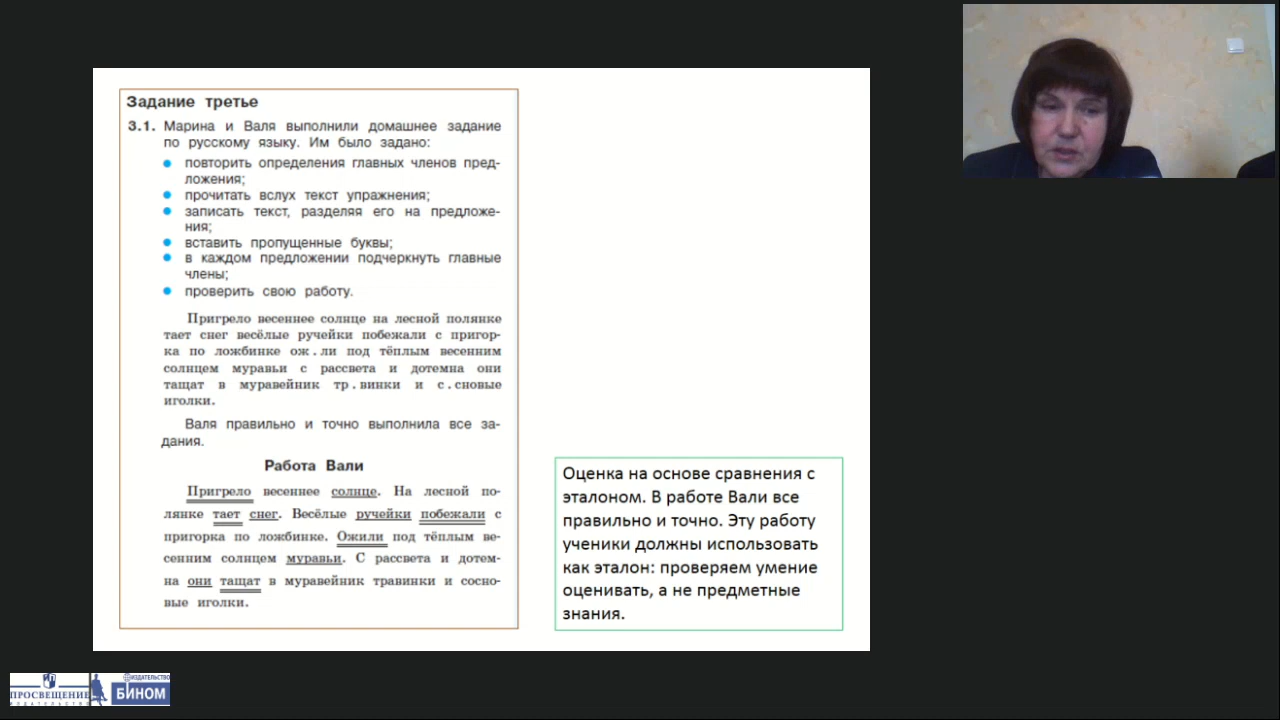 Задание третье
3.1. Марина и Валя выполнили домашнее задание
по русскому языку. Им было задано:
• повторить определения главных членов пред-
ложения;
• прочитать вслух текст упражнения;
• записать текст, разделяя его на предложе-
ния;
• вставить пропущенные буквы;
• в каждом предложении подчеркнуть главные
члены;
• проверить свою работу.
Пригрело весеннее солнце на лесной полянке
тает снег весёлые ручейки побежали с пригор-
ка по ложбинке ож . ли под тёплым весенним
солнцем муравьи с рассвета и дотемна они
тащат в муравейник тр . винки и с . сновые
иголки.
Валя правильно и точно выполнила все за-
дания.
Работа Вали
Пригрело весеннее солнце. На лесной по-
лянке тает снег. Весёлые ручейки побежали с
пригорка по ложбинке. Ожили под тёплым ве-
сенним солнцем муравьи. С рассвета и дотем-
на они тащат в муравейник травинки и сосно-
вые иголки.
Оценка на основе сравнения с
эталоном. В работе Вали все
правильно и точно. Эту работу
ученики должны использовать
как эталон: проверяем умение
оценивать, а не предметные
знания.
ПРОСВЕЩЕНИЕ
ИЗДАТЕЛЬСТВО
ИЗДАТЕЛЬСТВО
БИНОМ